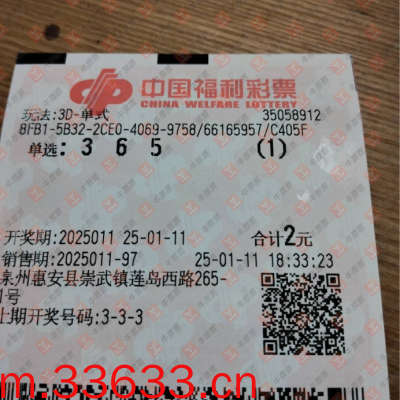 中国福利彩票
CHINA WELFARE LOTTERY
玩法:3D-单式 35058912
8FB1-5B32-2CE0-4069-9758/66165957/C405F
单选: 3 6 5 (1)
开奖期:2025011 25-01-11 合计2元
销售期:2025011-97 25-01-11 18:33:23
泉州惠安县崇武镇莲岛西路265-
1号
上期开奖号码:3-3-3
m.33633.cn